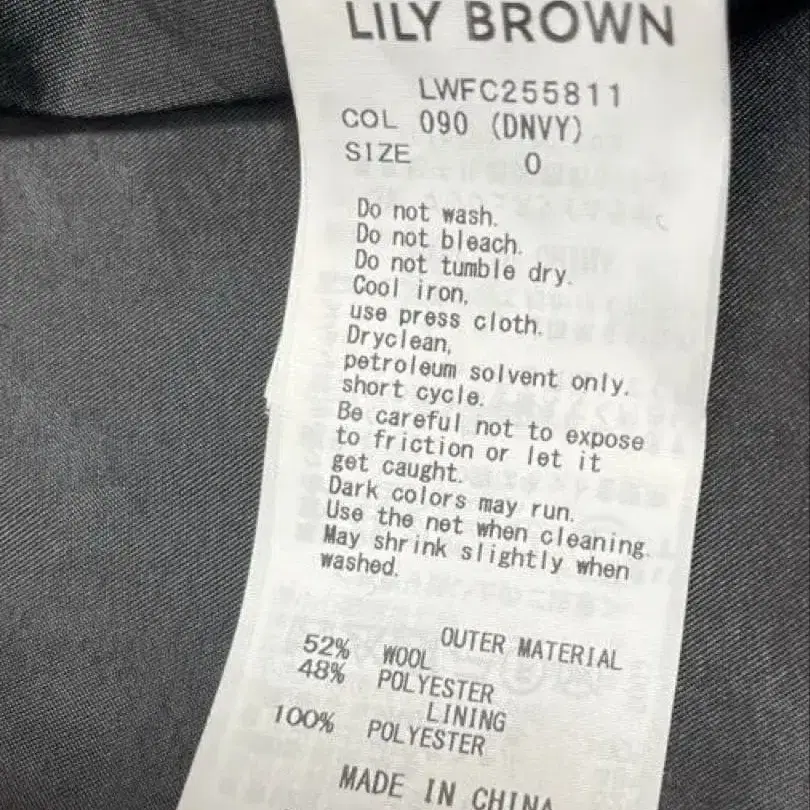 LILY BROWN
LWFC255811
COL 090 (DNVY)
SIZE 0
Do not wash.
Do not bleach.
Do not tumble dry.
Cool iron,
use press cloth.
Dryclean,
petroleum solvent only.
short cycle.
Be careful not to expose
to friction or let it
get caught.
Dark colors may run.
Use the net when cleaning.
May shrink slightly when
washed.
OUTER MATERIAL
52% WOOL
48% POLYESTER
LINING
100% POLYESTER
MADE IN CHINA